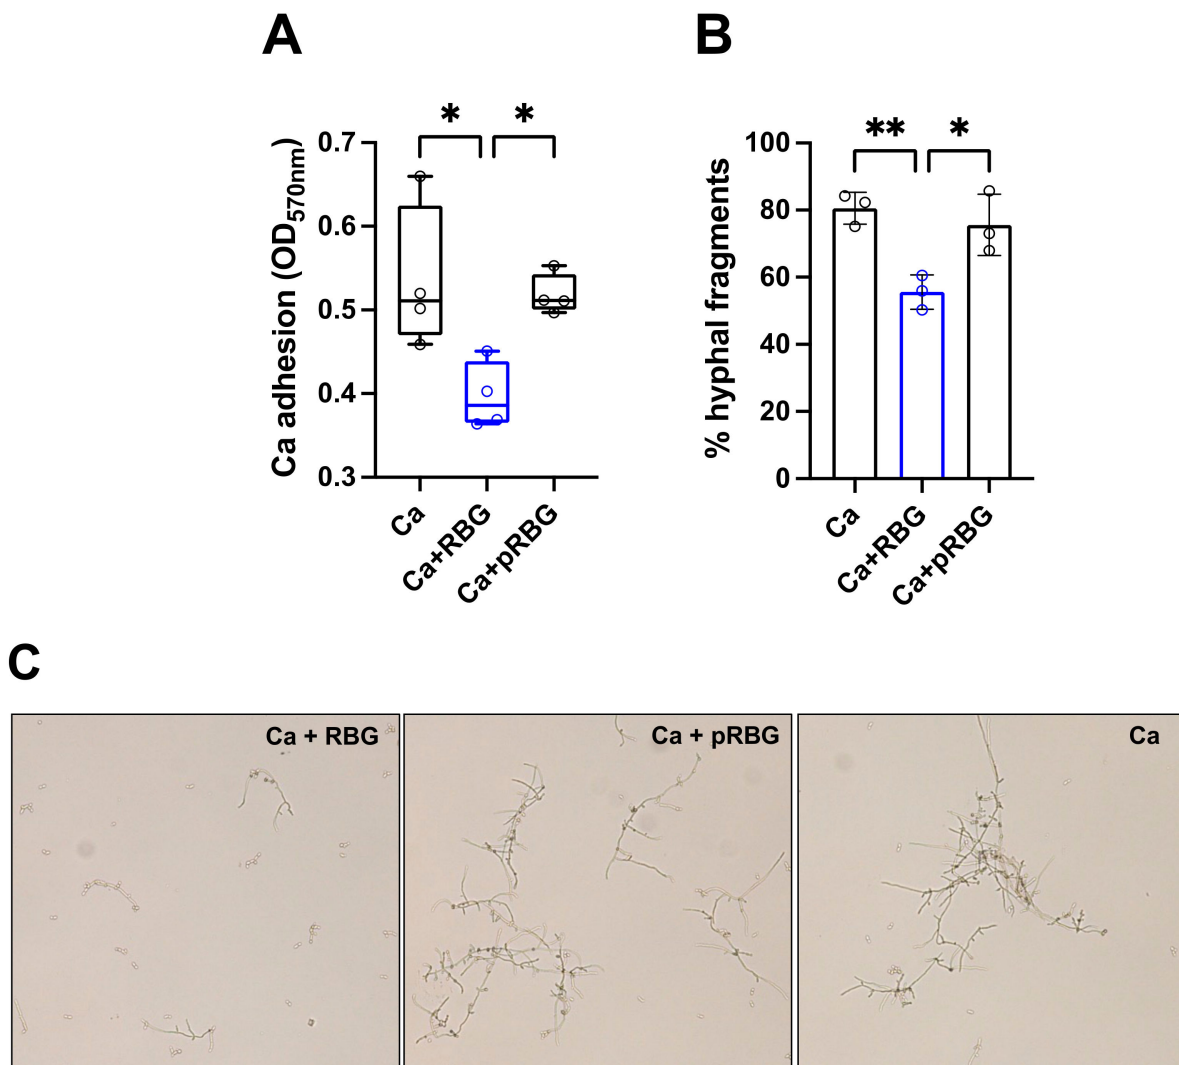 A
Ca adhesion (OD570nm)
0.7
0.6
0.5
0.4
0.3
* *
Ca
Ca+RBG
Ca+pRBG
B
% hyphal fragments
100
80
60
40
20
0
** *
Ca
Ca+RBG
Ca+pRBG
C
Ca + RBG
Ca + pRBG
Ca